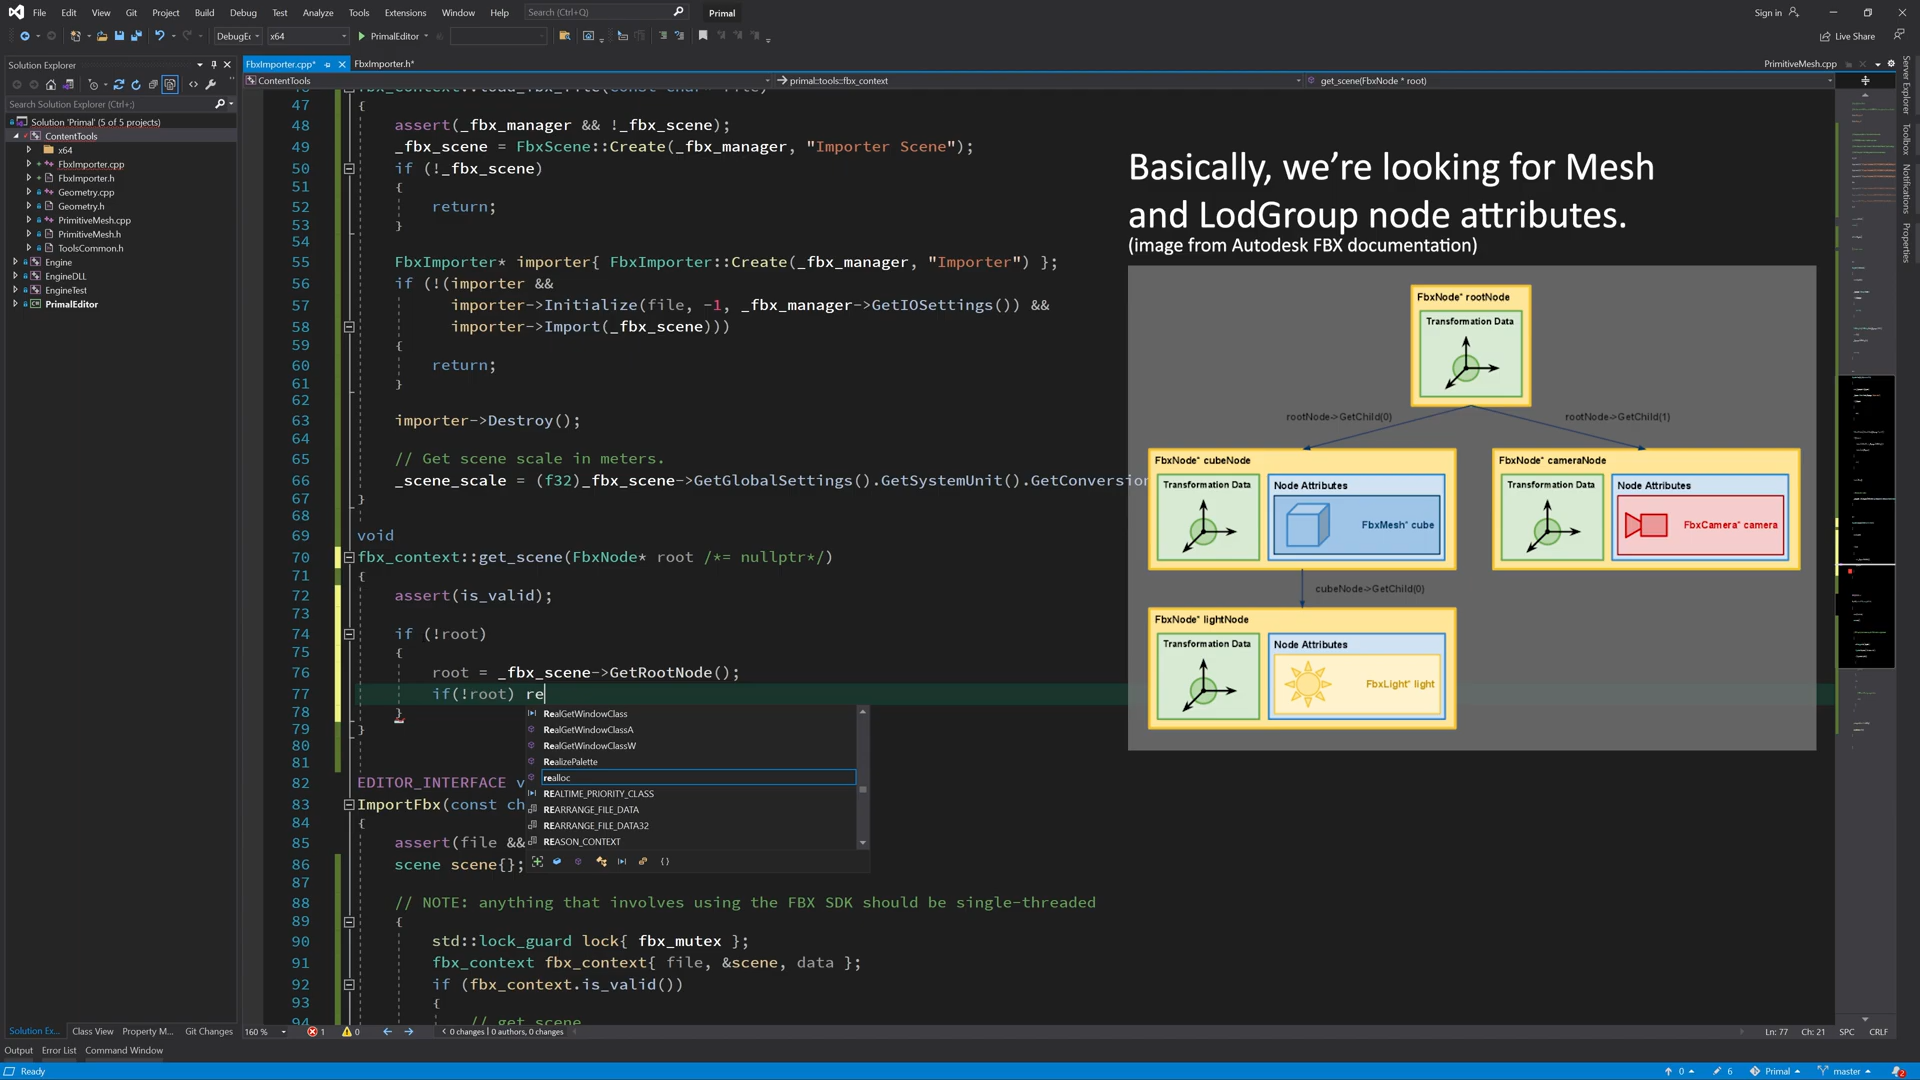 File Edit View Git Project Build Debug Test Analyze Tools Extensions Window Help Search (Ctrl+Q) Primal Sign in
x64 PrimalEditor Live Share
Solution Explorer
Search Solution Explorer (Ctrl+;)
Solution 'Primal' (5 of 5 projects)
ContentTools
x64
FbxImporter.cpp
FbxImporter.h
Geometry.cpp
Geometry.h
PrimitiveMesh.cpp
PrimitiveMesh.h
ToolsCommon.h
Engine
EngineDLL
EngineTest
PrimalEditor
Solution Ex... Class View Property M... Git Changes
FbxImporter.cpp* FbxImporter.h* PrimitiveMesh.cpp
ContentTools primal::tools::fbx_context get_scene(FbxNode * root)
47 {
48 assert(_fbx_manager && !_fbx_scene);
49 _fbx_scene = FbxScene::Create(_fbx_manager, "Importer Scene");
50 if (!_fbx_scene)
51 {
52 return;
53 }
54
55 FbxImporter* importer{ FbxImporter::Create(_fbx_manager, "Importer") };
56 if (!(importer &&
57 importer->Initialize(file, -1, _fbx_manager->GetIOSettings()) &&
58 importer->Import(_fbx_scene)))
59 {
60 return;
61 }
62
63 importer->Destroy();
64
65 // Get scene scale in meters.
66 _scene_scale = (f32)_fbx_scene->GetGlobalSettings().GetSystemUnit().GetConversion
67 }
68
69 void
70 fbx_context::get_scene(FbxNode* root /*= nullptr*/)
71 {
72 assert(is_valid);
73
74 if (!root)
75 {
76 root = _fbx_scene->GetRootNode();
77 if(!root) re
78 }
79 }
80
81
82 EDITOR_INTERFACE v
83 ImportFbx(const ch
84 {
85 assert(file &&
86 scene scene{};
87
88 // NOTE: anything that involves using the FBX SDK should be single-threaded
89 {
90 std::lock_guard lock{ fbx_mutex };
91 fbx_context fbx_context{ file, &scene, data };
92 if (fbx_context.is_valid())
93 {
94 // get scene
RealGetWindowClass
RealGetWindowClassA
RealGetWindowClassW
RealizePalette
realloc
REALTIME_PRIORITY_CLASS
REARRANGE_FILE_DATA
REARRANGE_FILE_DATA32
REASON_CONTEXT
Basically, we're looking for Mesh
and LodGroup node attributes.
(image from Autodesk FBX documentation)
FbxNode* rootNode
Transformation Data
rootNode->GetChild(0) rootNode->GetChild(1)
FbxNode* cubeNode
Transformation Data Node Attributes
FbxMesh* cube
FbxNode* cameraNode
Transformation Data Node Attributes
FbxCamera* camera
cubeNode->GetChild(0)
FbxNode* lightNode
Transformation Data Node Attributes
FbxLight* light
Server Explorer
Toolbox
Notifications
Properties
160 % 1 0 0 changes | 0 authors, 0 changes Ln: 77 Ch: 21 SPC CRLF
Output Error List Command Window
Ready 0 6 Primal master 2